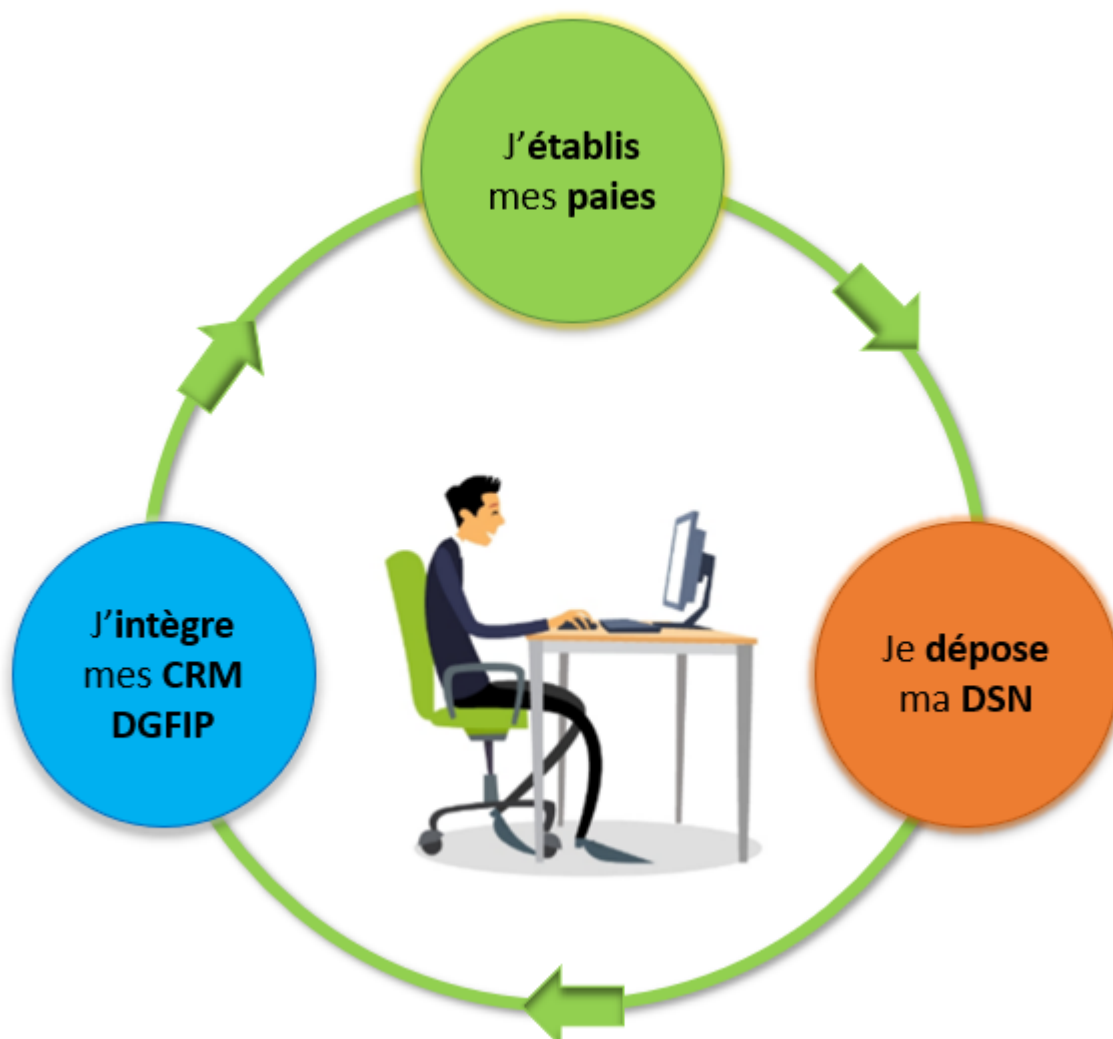 J’établis
mes paies
Je dépose
ma DSN
J’intègre
mes CRM
DGFIP